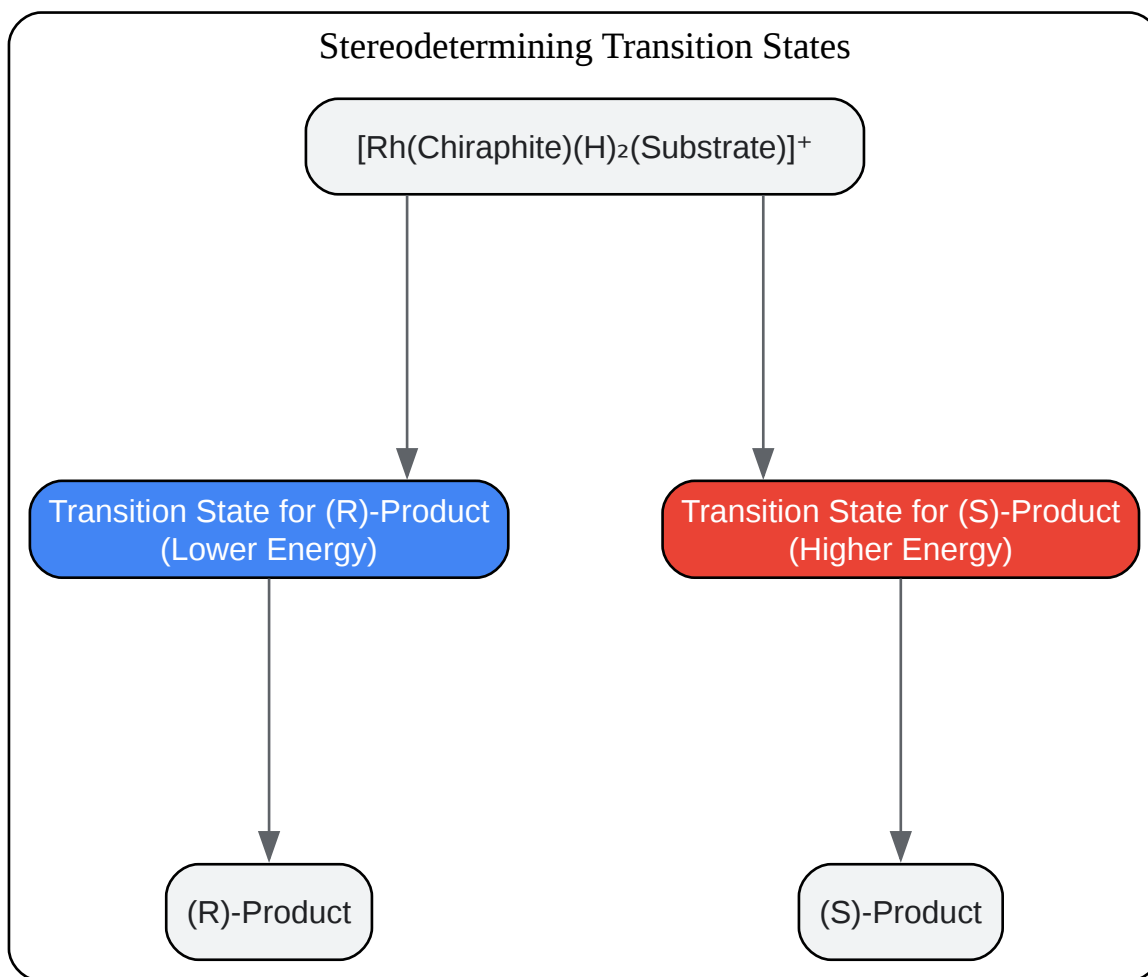 Stereodetermining Transition States
[Rh(Chiraphite)(H)₂(Substrate)]⁺
Transition State for (R)-Product
(Lower Energy)
Transition State for (S)-Product
(Higher Energy)
(R)-Product
(S)-Product